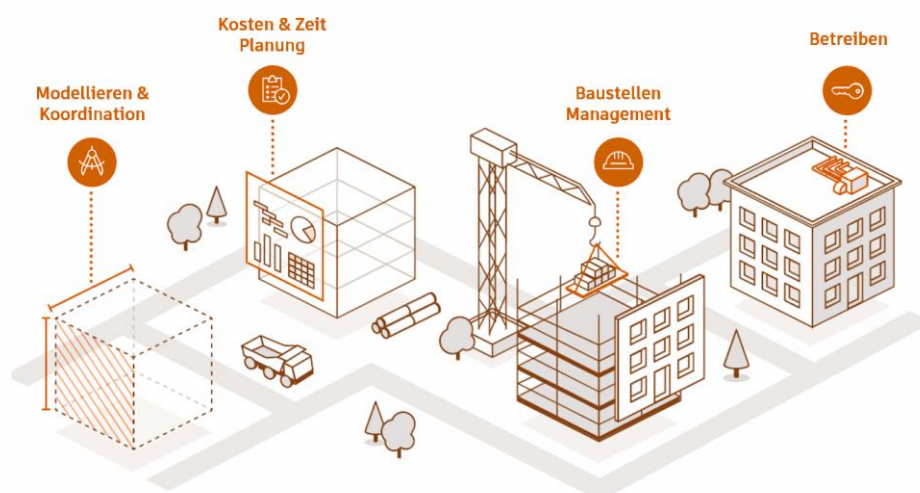 Modellieren &
Koordination
Kosten & Zeit
Planung
Baustellen
Management
Betreiben